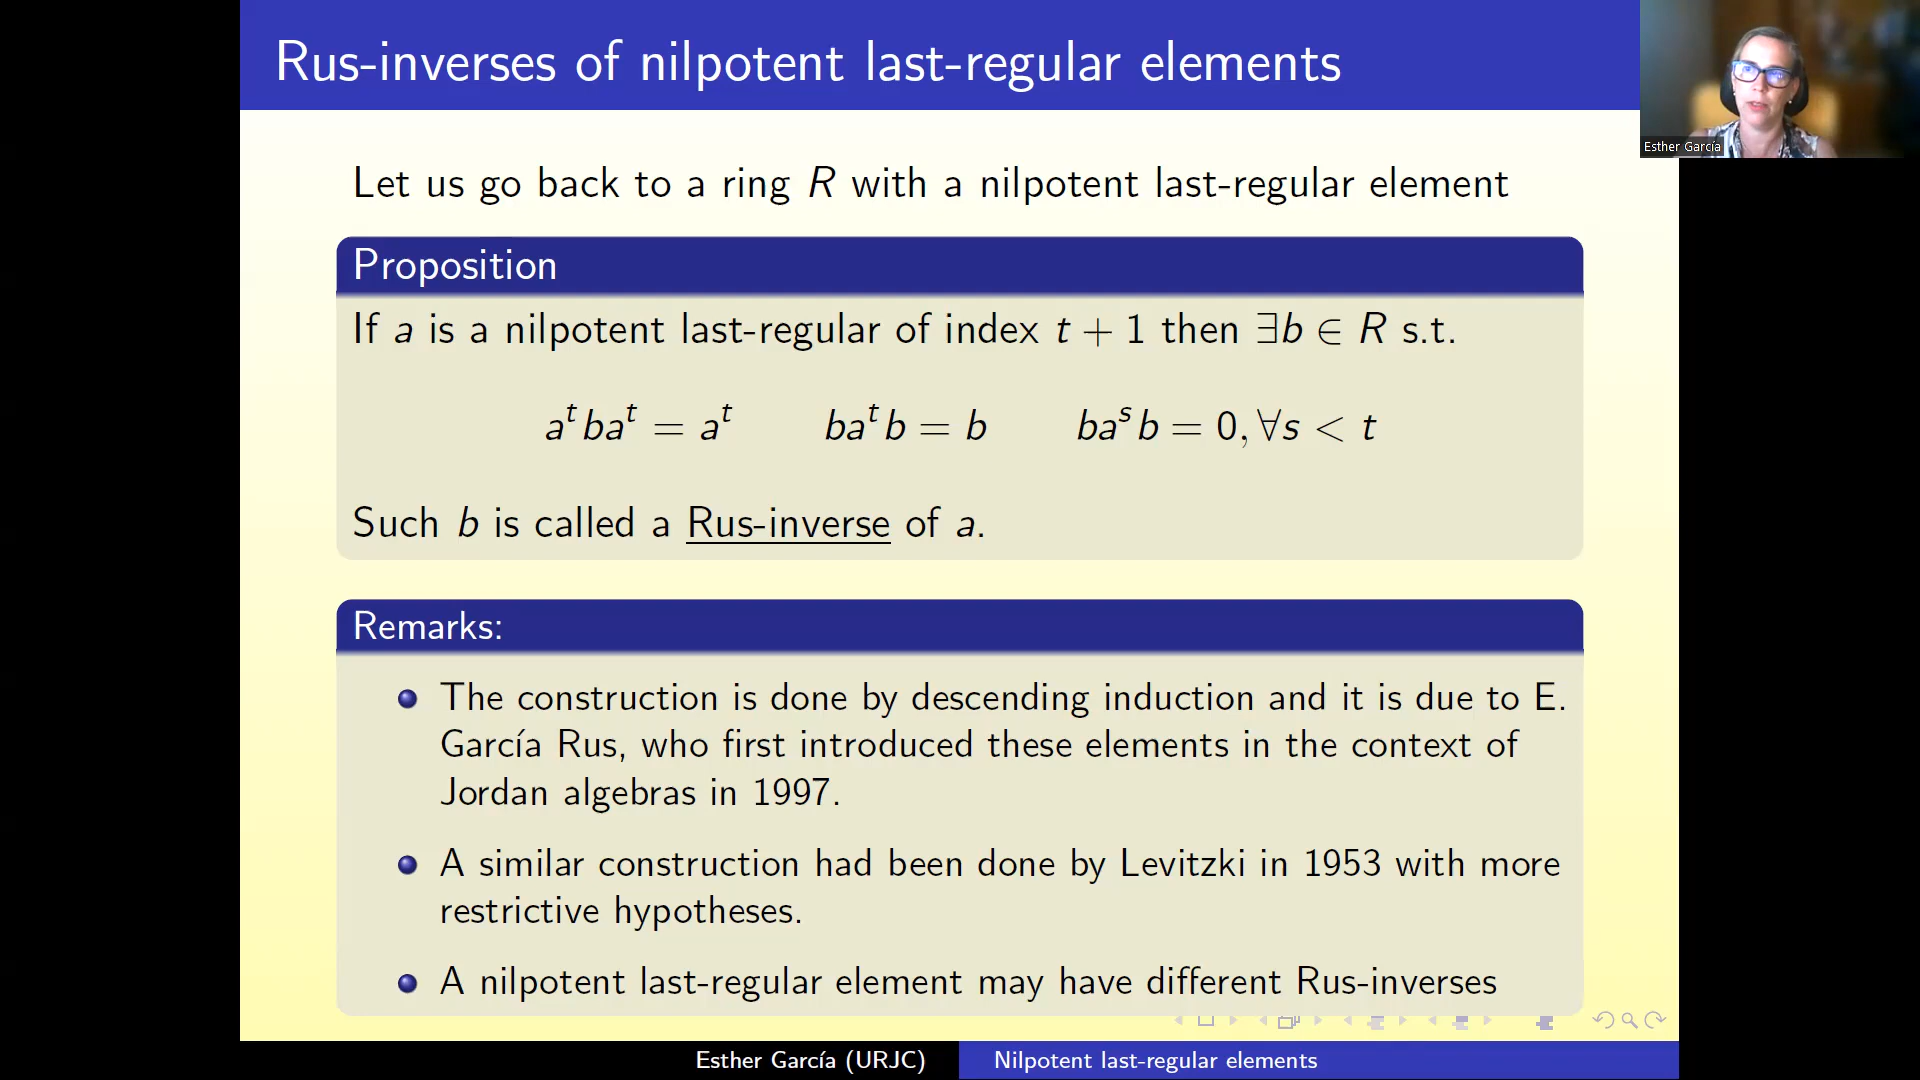 Rus-inverses of nilpotent last-regular elements
Esther García
Let us go back to a ring R with a nilpotent last-regular element
Proposition
If a is a nilpotent last-regular of index t + 1 then ∃b ∈ R s.t.
aᵗbaᵗ = aᵗ baᵗb = b baˢb = 0, ∀s < t
Such b is called a Rus-inverse of a.
Remarks:
The construction is done by descending induction and it is due to E.
García Rus, who first introduced these elements in the context of
Jordan algebras in 1997.
A similar construction had been done by Levitzki in 1953 with more
restrictive hypotheses.
A nilpotent last-regular element may have different Rus-inverses
Esther García (URJC)
Nilpotent last-regular elements